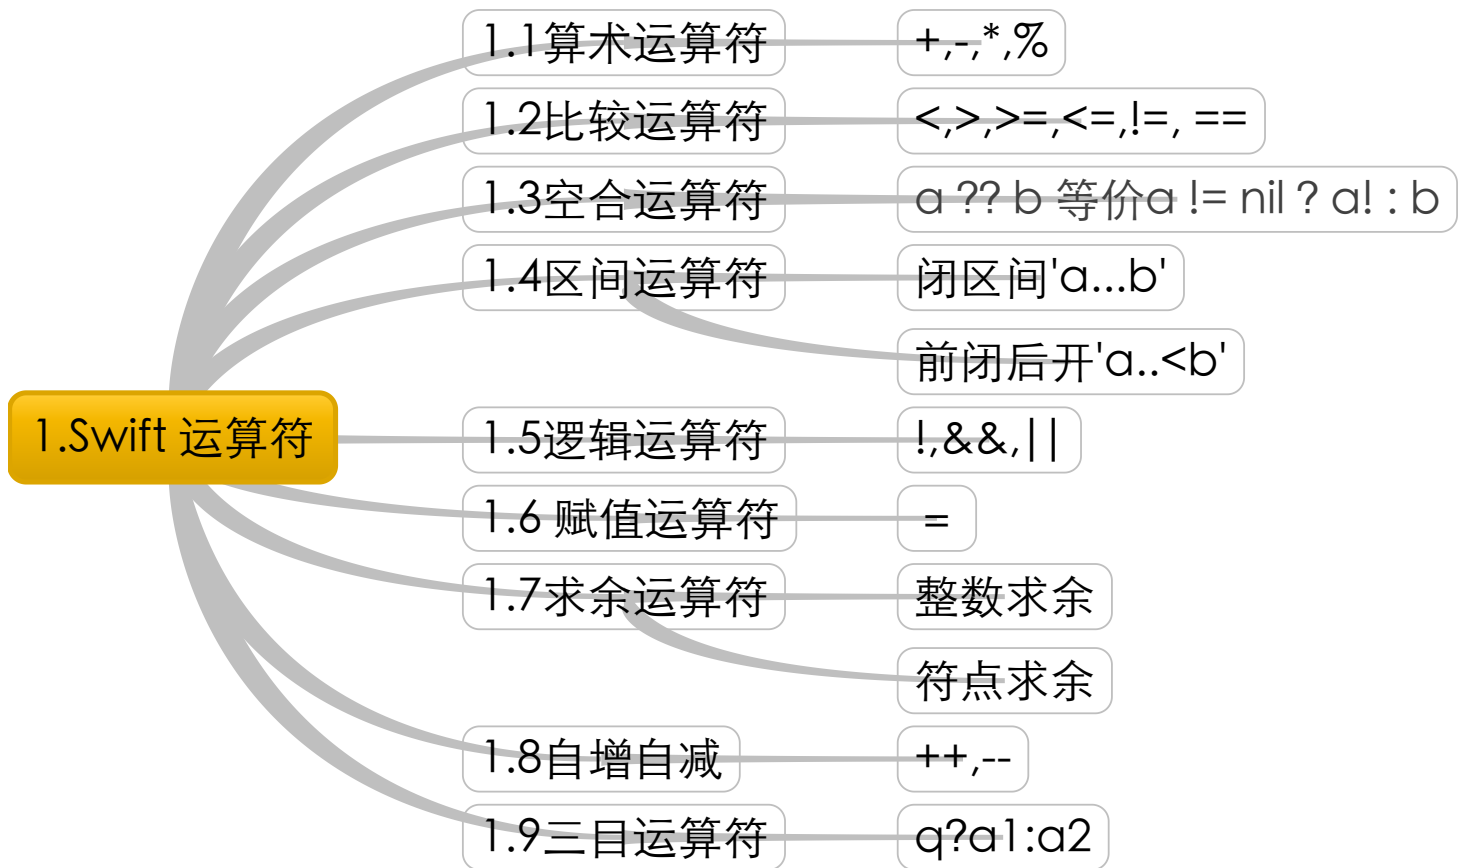 1.1算术运算符
+,-,*,%
1.2比较运算符
<,>,>=,<=,!=, ==
1.3空合运算符
a ?? b 等价a != nil ? a! : b
1.4区间运算符
闭区间'a...b'
前闭后开'a..<b'
1.Swift 运算符
1.5逻辑运算符
!,&&,||
1.6 赋值运算符
=
1.7求余运算符
整数求余
符点求余
1.8自增自减
++,--
1.9三目运算符
q?a1:a2